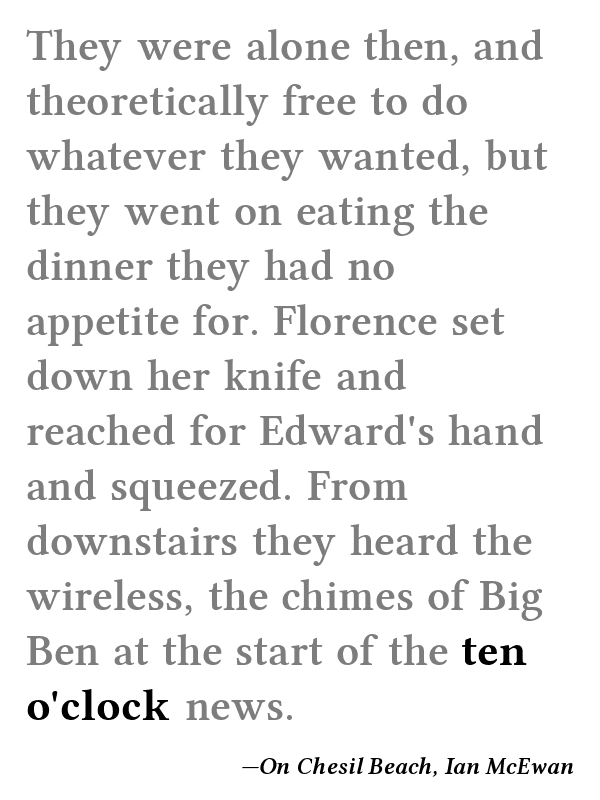 They were alone then, and
theoretically free to do
whatever they wanted, but
they went on eating the
dinner they had no
appetite for. Florence set
down her knife and
reached for Edward's hand
and squeezed. From
downstairs they heard the
wireless, the chimes of Big
Ben at the start of the ten
o'clock news.
—On Chesil Beach, Ian McEwan